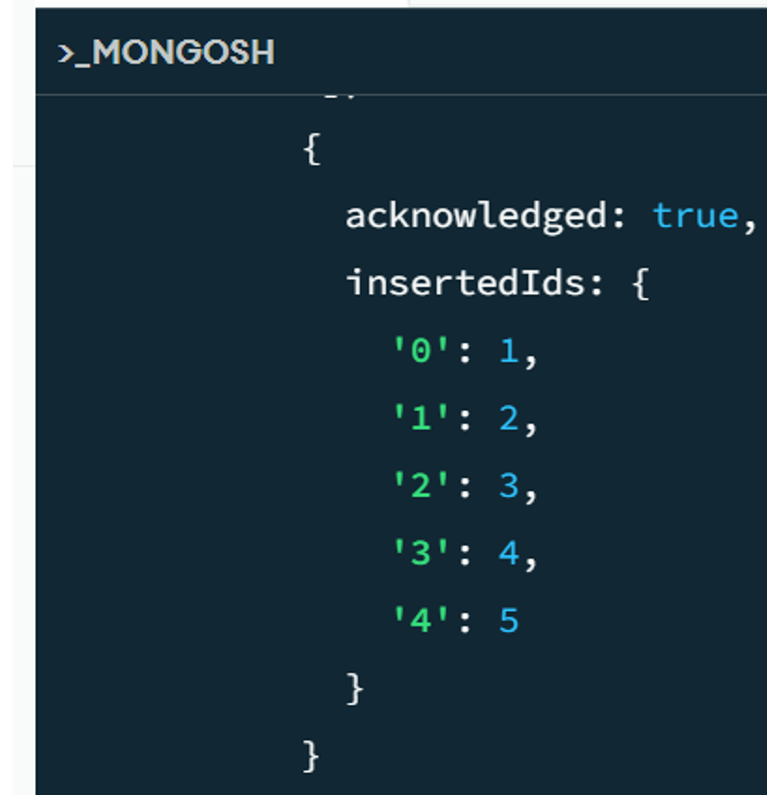 >_MONGOSH
{
acknowledged: true,
insertedIds: {
'0': 1,
'1': 2,
'2': 3,
'3': 4,
'4': 5
}
}